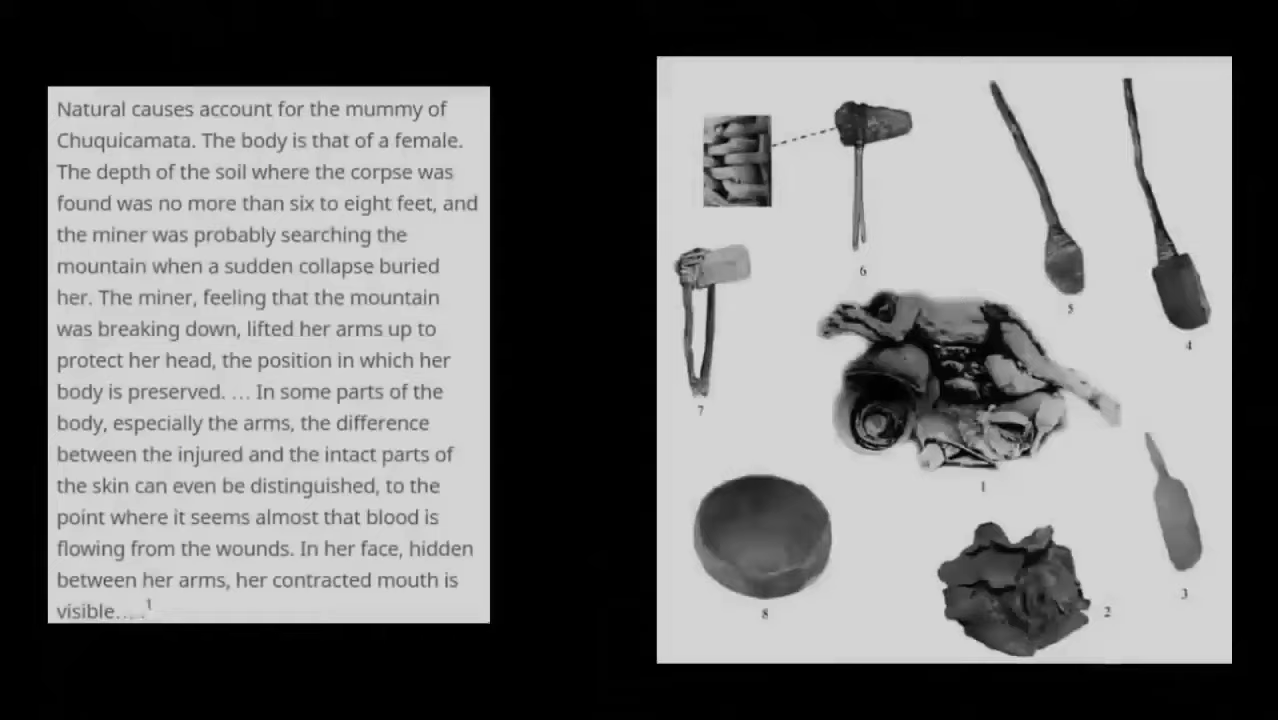 Natural causes account for the mummy of
Chuquicamata. The body is that of a female.
The depth of the soil where the corpse was
found was no more than six to eight feet, and
the miner was probably searching the
mountain when a sudden collapse buried
her. The miner, feeling that the mountain
was breaking down, lifted her arms up to
protect her head, the position in which her
body is preserved. … In some parts of the
body, especially the arms, the difference
between the injured and the intact parts of
the skin can even be distinguished, to the
point where it seems almost that blood is
flowing from the wounds. In her face, hidden
between her arms, her contracted mouth is
visible.…1
6
5
4
7
1
3
2
8